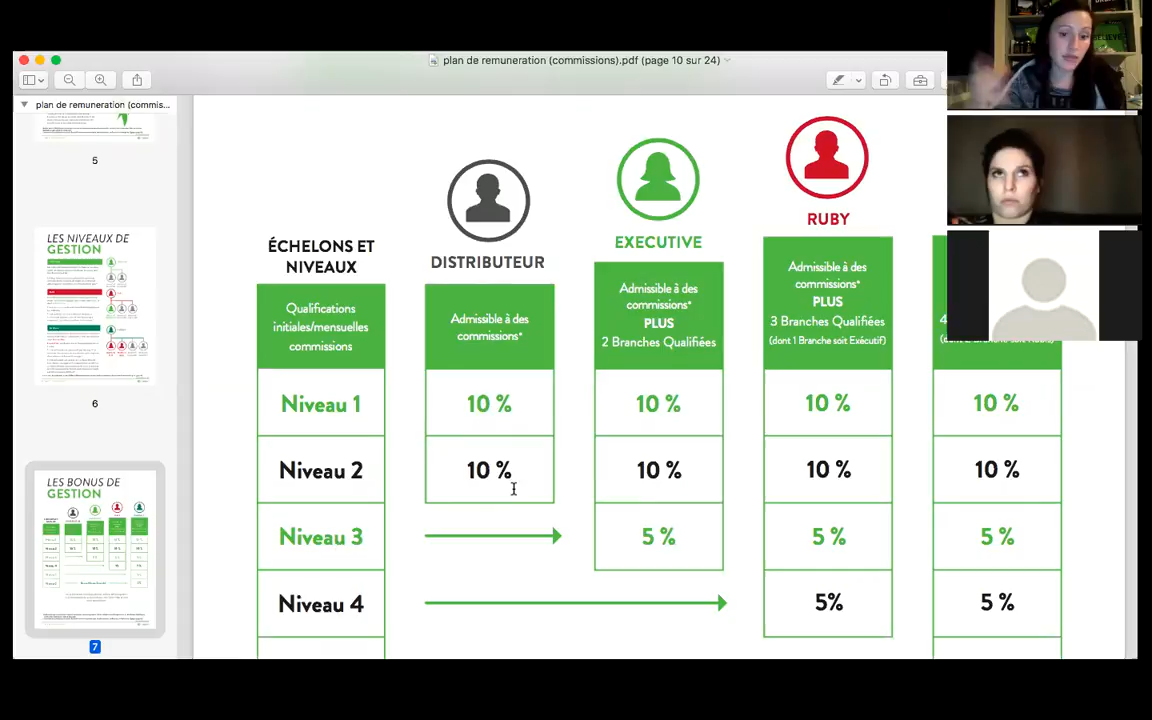 plan de remuneration (commissions).pdf (page 10 sur 24)
plan de remuneration (commis...
5
LES NIVEAUX DE
GESTION
6
LES BONUS DE
GESTION
7
ÉCHELONS ET
NIVEAUX
DISTRIBUTEUR
EXECUTIVE
RUBY
Qualifications
initiales/mensuelles
commissions
Admissible à des
commissions*
Admissible à des
commissions*
PLUS
2 Branches Qualifiées
Admissible à des
commissions*
PLUS
3 Branches Qualifiées
(dont 1 Branche soit Exécutif)
4
Niveau 1
10 %
10 %
10 %
10 %
Niveau 2
10 %
10 %
10 %
10 %
Niveau 3
5 %
5 %
5 %
Niveau 4
5%
5 %